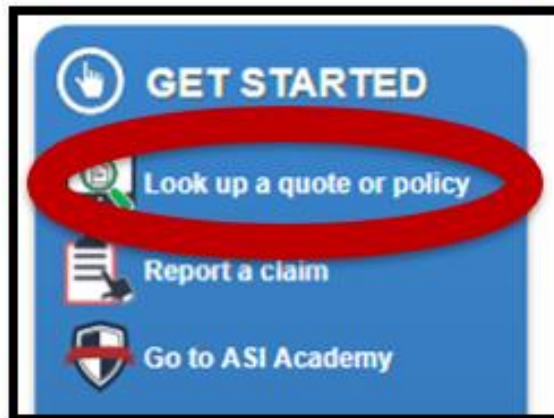 GET STARTED
Look up a quote or policy
Report a claim
Go to ASI Academy